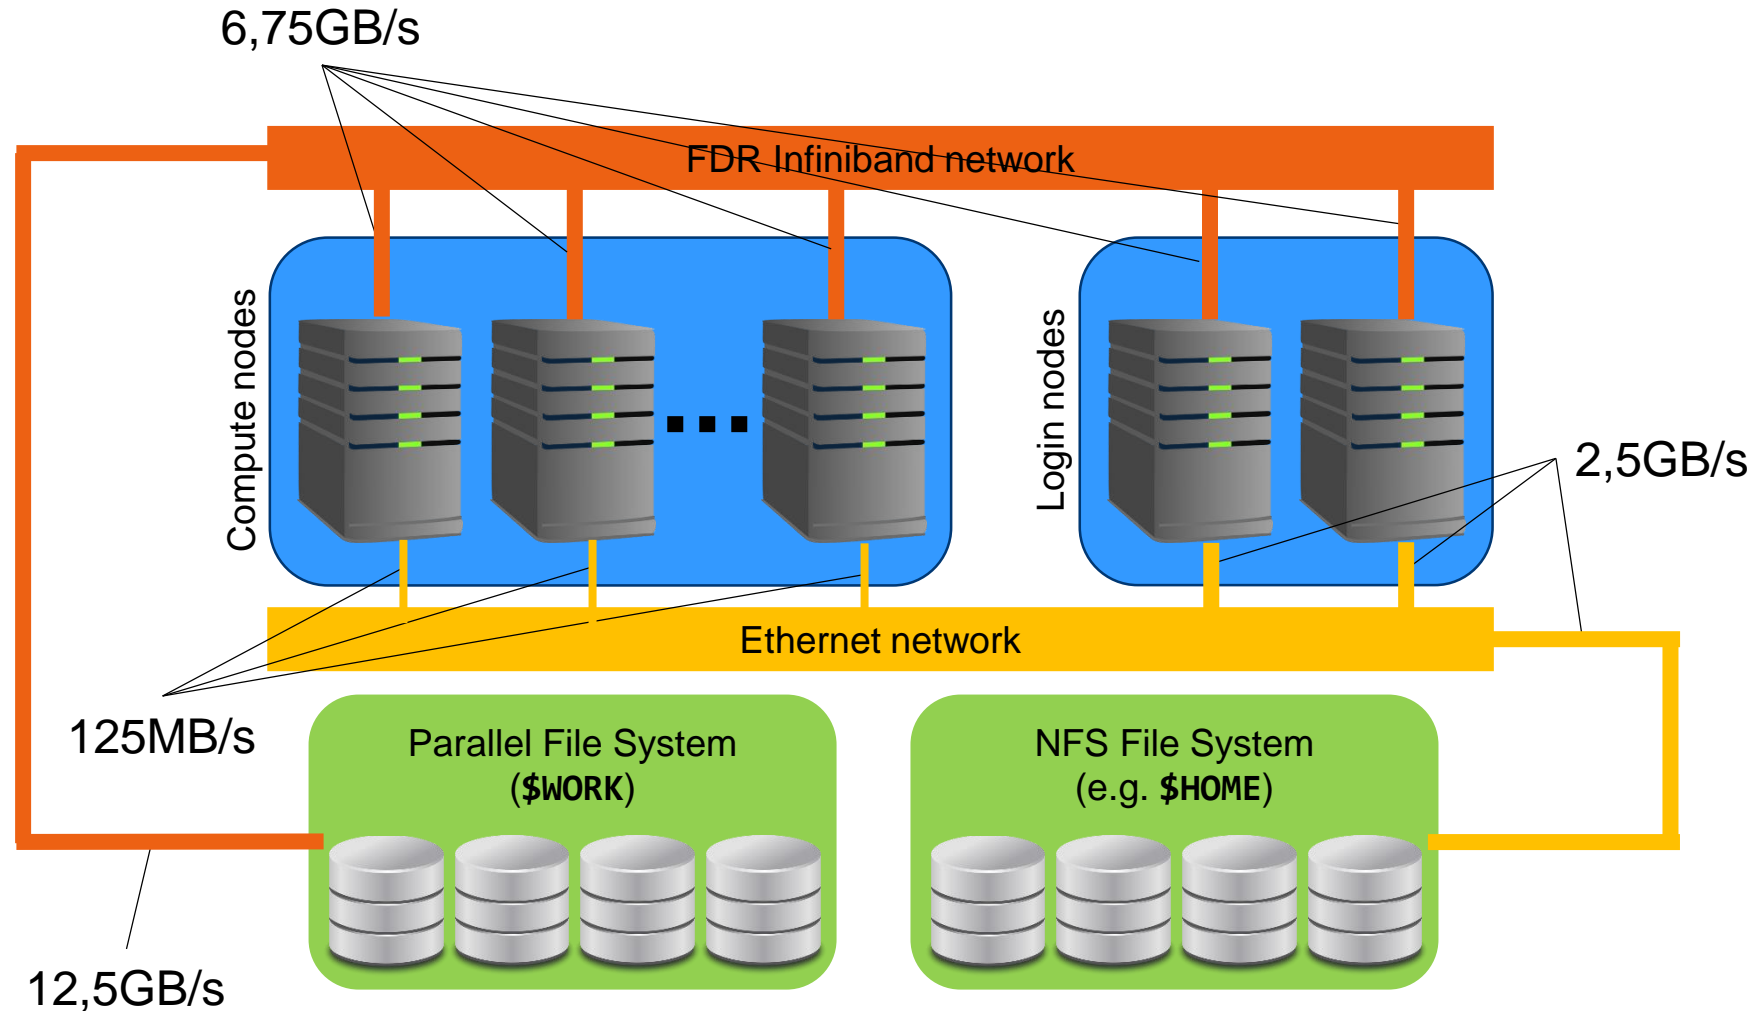 6,75GB/s
FDR Infiniband network
Compute nodes
Login nodes
2,5GB/s
Ethernet network
125MB/s
Parallel File System
($WORK)
NFS File System
(e.g. $HOME)
12,5GB/s